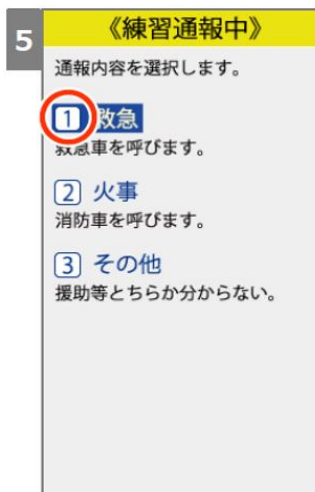 5
《練習通報中》
通報内容を選択します。
1 救急
救急車を呼びます。
2 火事
消防車を呼びます。
3 その他
援助等とちらか分からない。